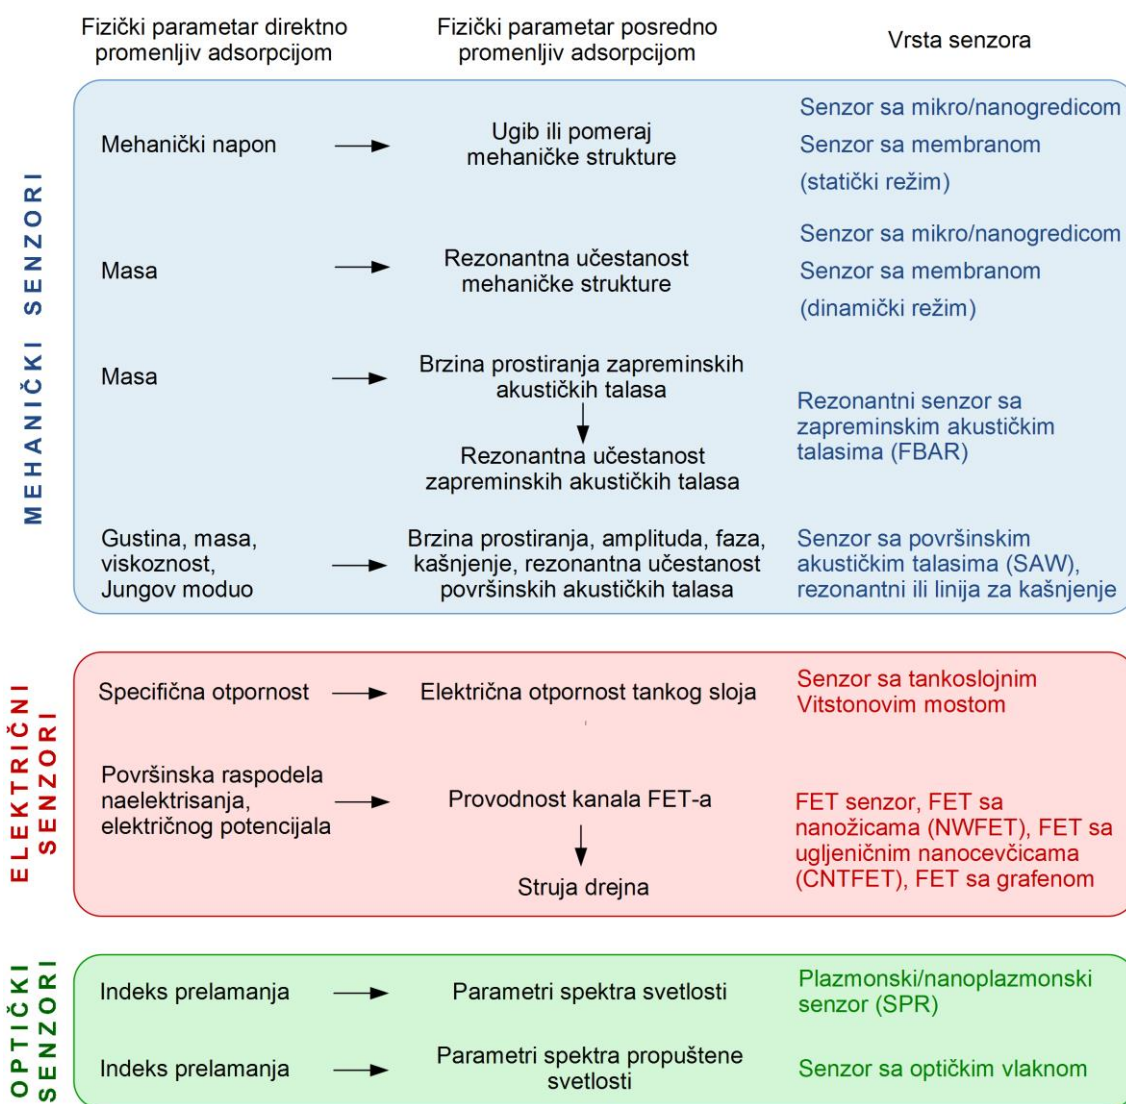 Fizički parametar direktno
promenljiv adsorpcijom
Fizički parametar posredno
promenljiv adsorpcijom
Vrsta senzora
MEHANIČKI SENZORI
Mehanički napon
Ugib ili pomeraj
mehaničke strukture
Senzor sa mikro/nanogredicom
Senzor sa membranom
(statički režim)
Masa
Rezonantna učestanost
mehaničke strukture
Senzor sa mikro/nanogredicom
Senzor sa membranom
(dinamički režim)
Masa
Brzina prostiranja zapreminskih
akustičkih talasa
Rezonantna učestanost
zapreminskih akustičkih talasa
Rezonantni senzor sa
zapreminskim akustičkim
talasima (FBAR)
Gustina, masa,
viskoznost,
Jungov moduo
Brzina prostiranja, amplituda, faza,
kašnjenje, rezonantna učestanost
površinskih akustičkih talasa
Senzor sa površinskim
akustičkim talasima (SAW),
rezonantni ili linija za kašnjenje
ELEKTRIČNI
SENZORI
Specifična otpornost
Električna otpornost tankog sloja
Senzor sa tankoslojnim
Vitstonovim mostom
Površinska raspodela
naelektrisanja,
električnog potencijala
Provodnost kanala FET-a
Struja drejna
FET senzor, FET sa
nanožicama (NWFET), FET sa
ugljeničnim nanocevčicama
(CNTFET), FET sa grafenom
OPTIČKI
SENZORI
Indeks prelamanja
Parametri spektra svetlosti
Plazmonski/nanoplazmonski
senzor (SPR)
Indeks prelamanja
Parametri spektra propuštene
svetlosti
Senzor sa optičkim vlaknom